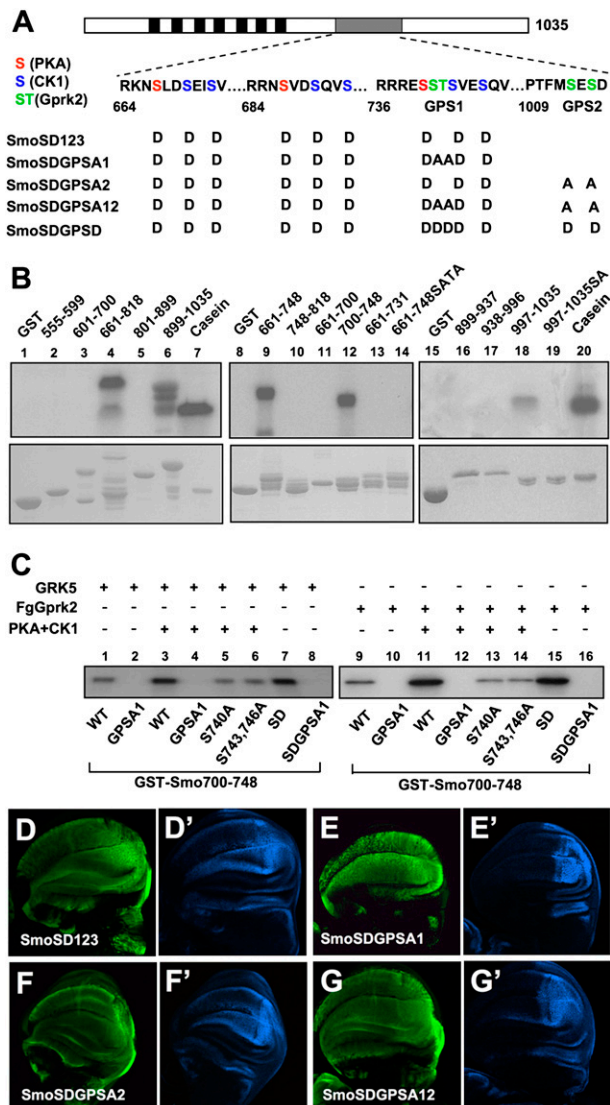 A
1035
S (PKA)
S (CK1)
ST(Gprk2)
RKNSLDSEISV....RRNSVDSQVS... RRRESSTSVESQV...PTFMSESD
664 684 736 GPS1 1009 GPS2
SmoSD123 D D D D D D D D D
SmoSDGPSA1 D D D D D D DAAD D
SmoSDGPSA2 D D D D D D D D D A A
SmoSDGPSA12 D D D D D D DAAD D A A
SmoSDGPSD D D D D D D DDDD D D D
B
GST 555-599 601-700 661-818 801-899 899-1035 Casein GST 661-748 748-818 661-700 700-748 661-731 661-748SATA GST 899-937 938-996 997-1035 997-1035SA Casein
1 2 3 4 5 6 7 8 9 10 11 12 13 14 15 16 17 18 19 20
C
GRK5 + + + + + + + + - - - - - - - -
FgGprk2 - - - - - - - - + + + + + + + +
PKA+CK1 - - + + + + - - - - + + + + - -
1 2 3 4 5 6 7 8 9 10 11 12 13 14 15 16
WT GPSA1 WT GPSA1 S740A S743,746A SD SDGPSA1 WT GPSA1 WT GPSA1 S740A S743,746A SD SDGPSA1
GST-Smo700-748 GST-Smo700-748
D D' E E'
SmoSD123 SmoSDGPSA1
F F' G G'
SmoSDGPSA2 SmoSDGPSA12